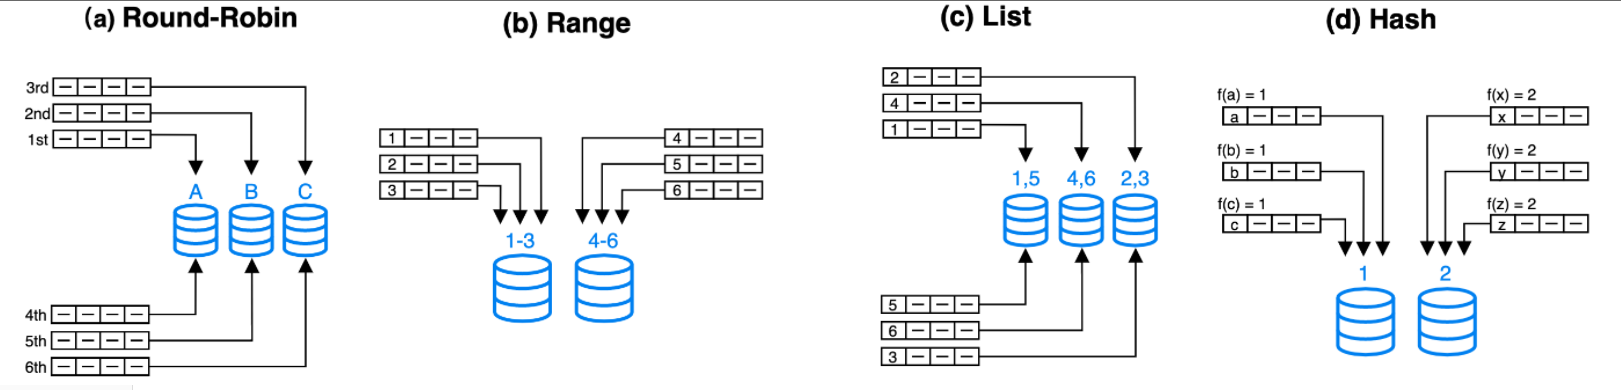 (a) Round-Robin
3rd
2nd
1st
A B C
4th
5th
6th
(b) Range
1
2
3
4
5
6
1-3 4-6
(c) List
2
4
1
1,5 4,6 2,3
5
6
3
(d) Hash
f(a) = 1
a
f(b) = 1
b
f(c) = 1
c
f(x) = 2
x
f(y) = 2
y
f(z) = 2
z
1 2